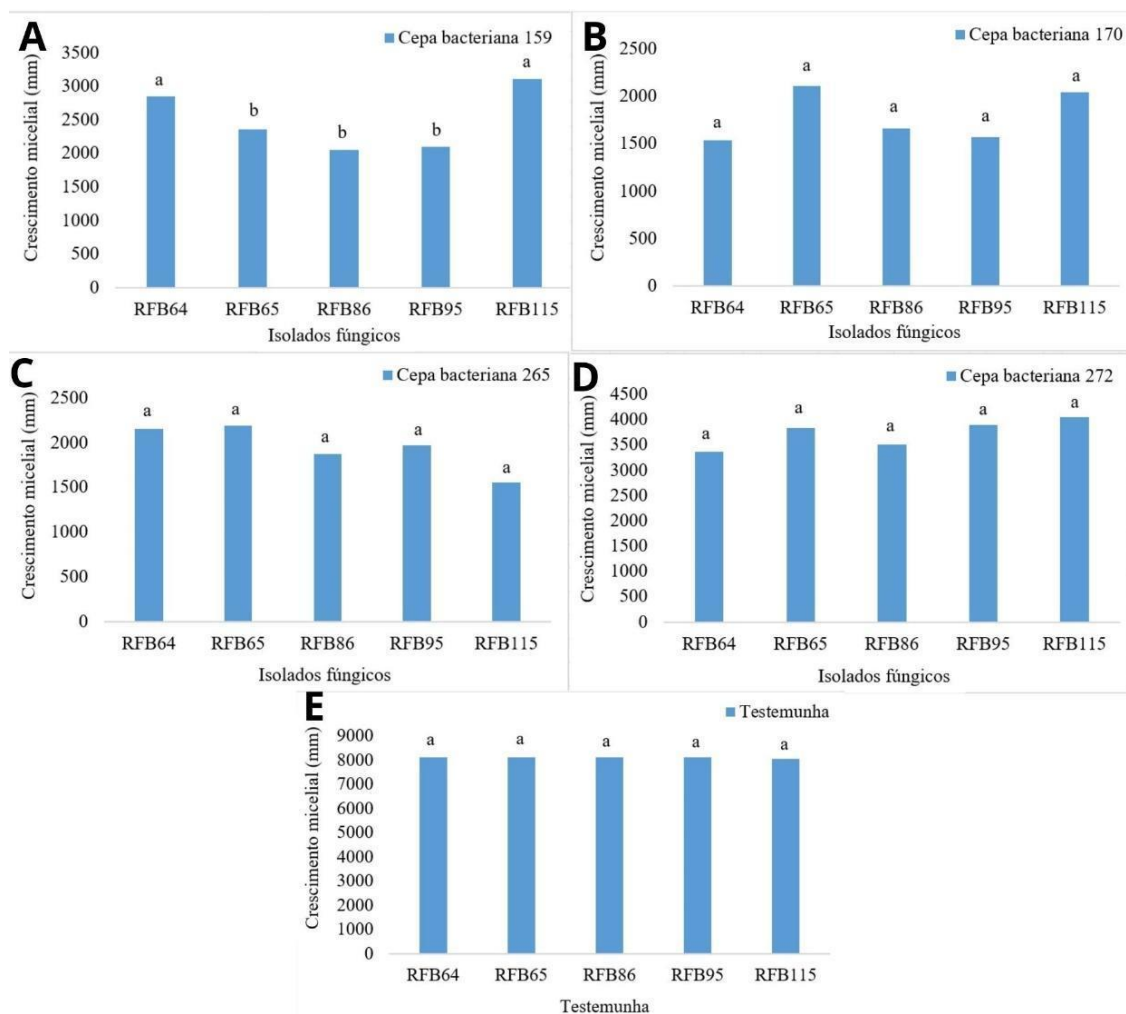 A
Cepa bacteriana 159
Crescimento micelial (mm)
3500
3000
2500
2000
1500
1000
500
0
a
b
b
b
a
RFB64 RFB65 RFB86 RFB95 RFB115
Isolados fúngicos
B
Cepa bacteriana 170
Crescimento micelial (mm)
2500
2000
1500
1000
500
0
a
a
a
a
a
RFB64 RFB65 RFB86 RFB95 RFB115
Isolados fúngicos
C
Cepa bacteriana 265
Crescimento micelial (mm)
2500
2000
1500
1000
500
0
a
a
a
a
a
RFB64 RFB65 RFB86 RFB95 RFB115
Isolados fúngicos
D
Cepa bacteriana 272
Crescimento micelial (mm)
4500
4000
3500
3000
2500
2000
1500
1000
500
0
a
a
a
a
a
RFB64 RFB65 RFB86 RFB95 RFB115
Isolados fúngicos
E
Testemunha
Crescimento micelial (mm)
9000
8000
7000
6000
5000
4000
3000
2000
1000
0
a
a
a
a
a
RFB64 RFB65 RFB86 RFB95 RFB115
Testemunha